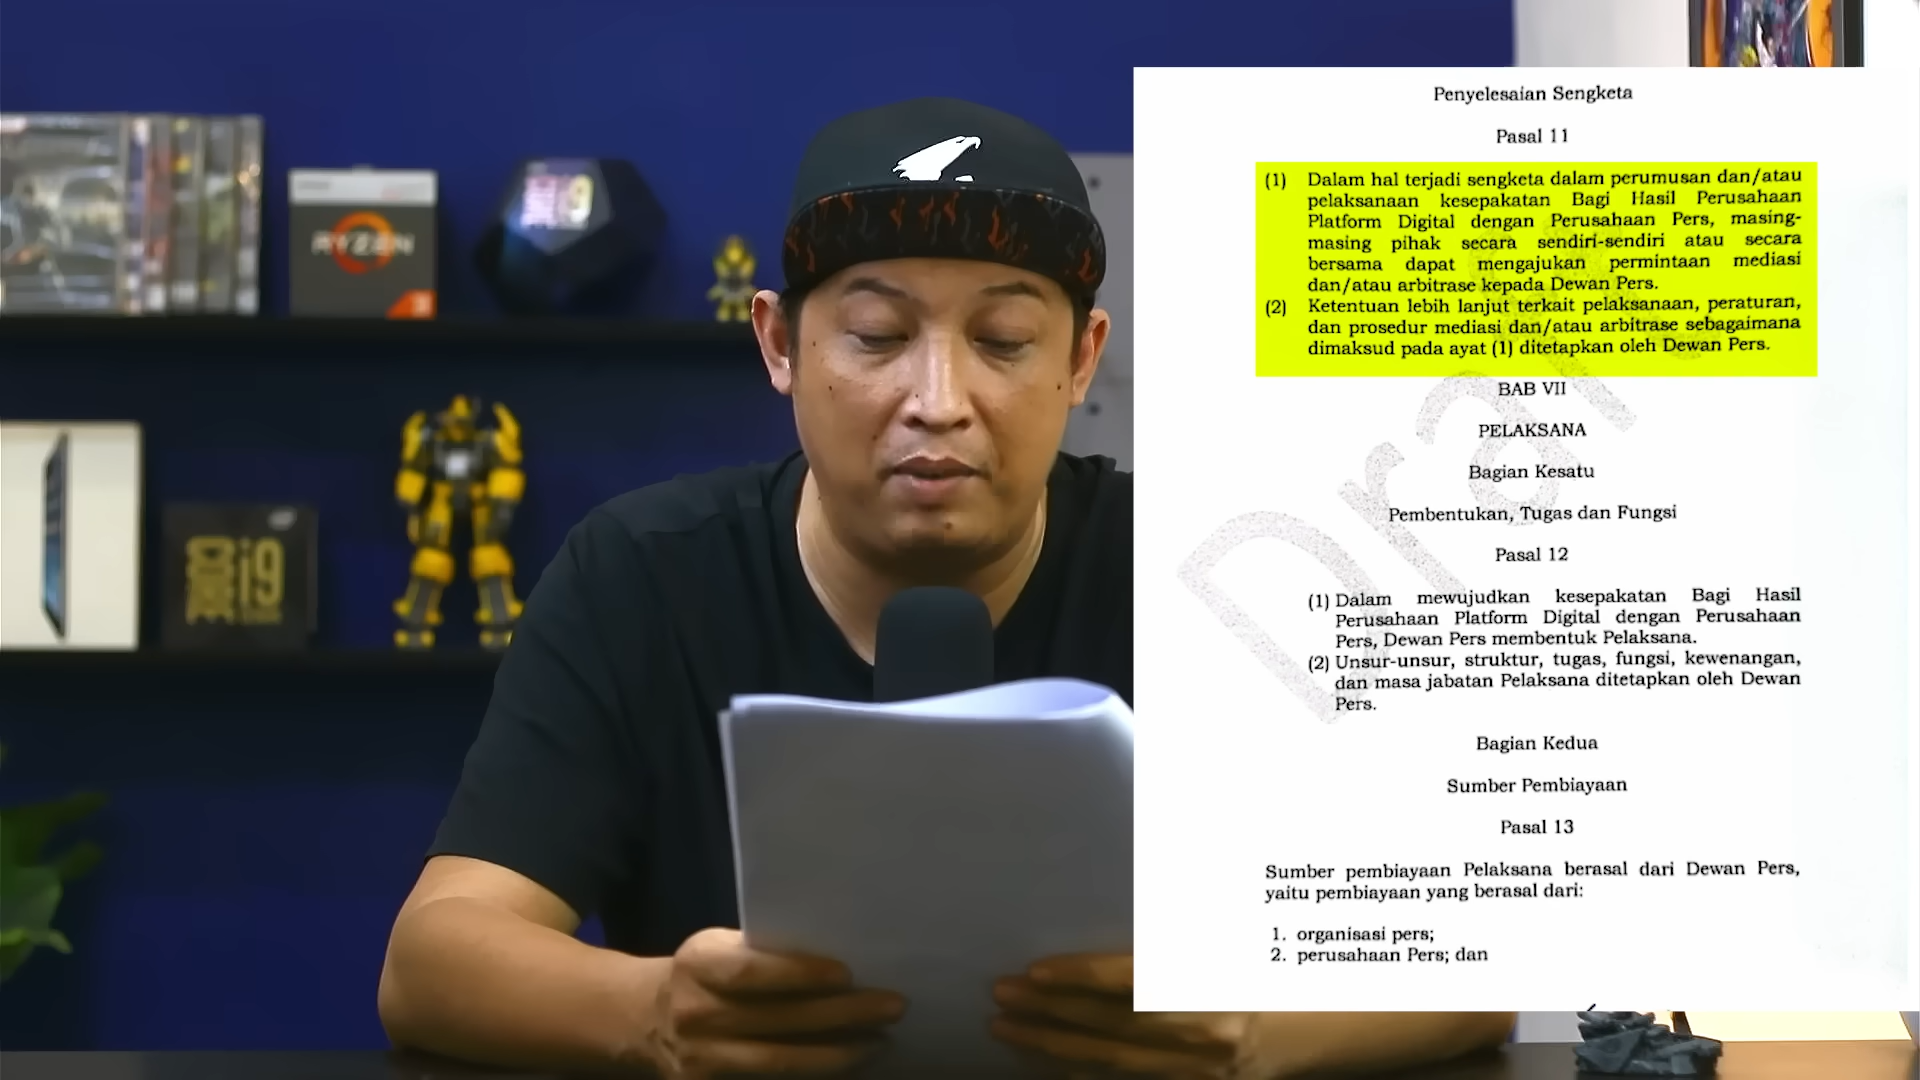 Penyelesaian Sengketa
Pasal 11
(1) Dalam hal terjadi sengketa dalam perumusan dan/atau
pelaksanaan kesepakatan Bagi Hasil Perusahaan
Platform Digital dengan Perusahaan Pers, masing-
masing pihak secara sendiri-sendiri atau secara
bersama dapat mengajukan permintaan mediasi
dan/atau arbitrase kepada Dewan Pers.
(2) Ketentuan lebih lanjut terkait pelaksanaan, peraturan,
dan prosedur mediasi dan/atau arbitrase sebagaimana
dimaksud pada ayat (1) ditetapkan oleh Dewan Pers.
BAB VII
PELAKSANA
Bagian Kesatu
Pembentukan, Tugas dan Fungsi
Pasal 12
(1) Dalam mewujudkan kesepakatan Bagi Hasil
Perusahaan Platform Digital dengan Perusahaan
Pers, Dewan Pers membentuk Pelaksana.
(2) Unsur-unsur, struktur, tugas, fungsi, kewenangan,
dan masa jabatan Pelaksana ditetapkan oleh Dewan
Pers.
Bagian Kedua
Sumber Pembiayaan
Pasal 13
Sumber pembiayaan Pelaksana berasal dari Dewan Pers,
yaitu pembiayaan yang berasal dari:
1. organisasi pers;
2. perusahaan Pers; dan
Draft
RYZEN
i9
i9